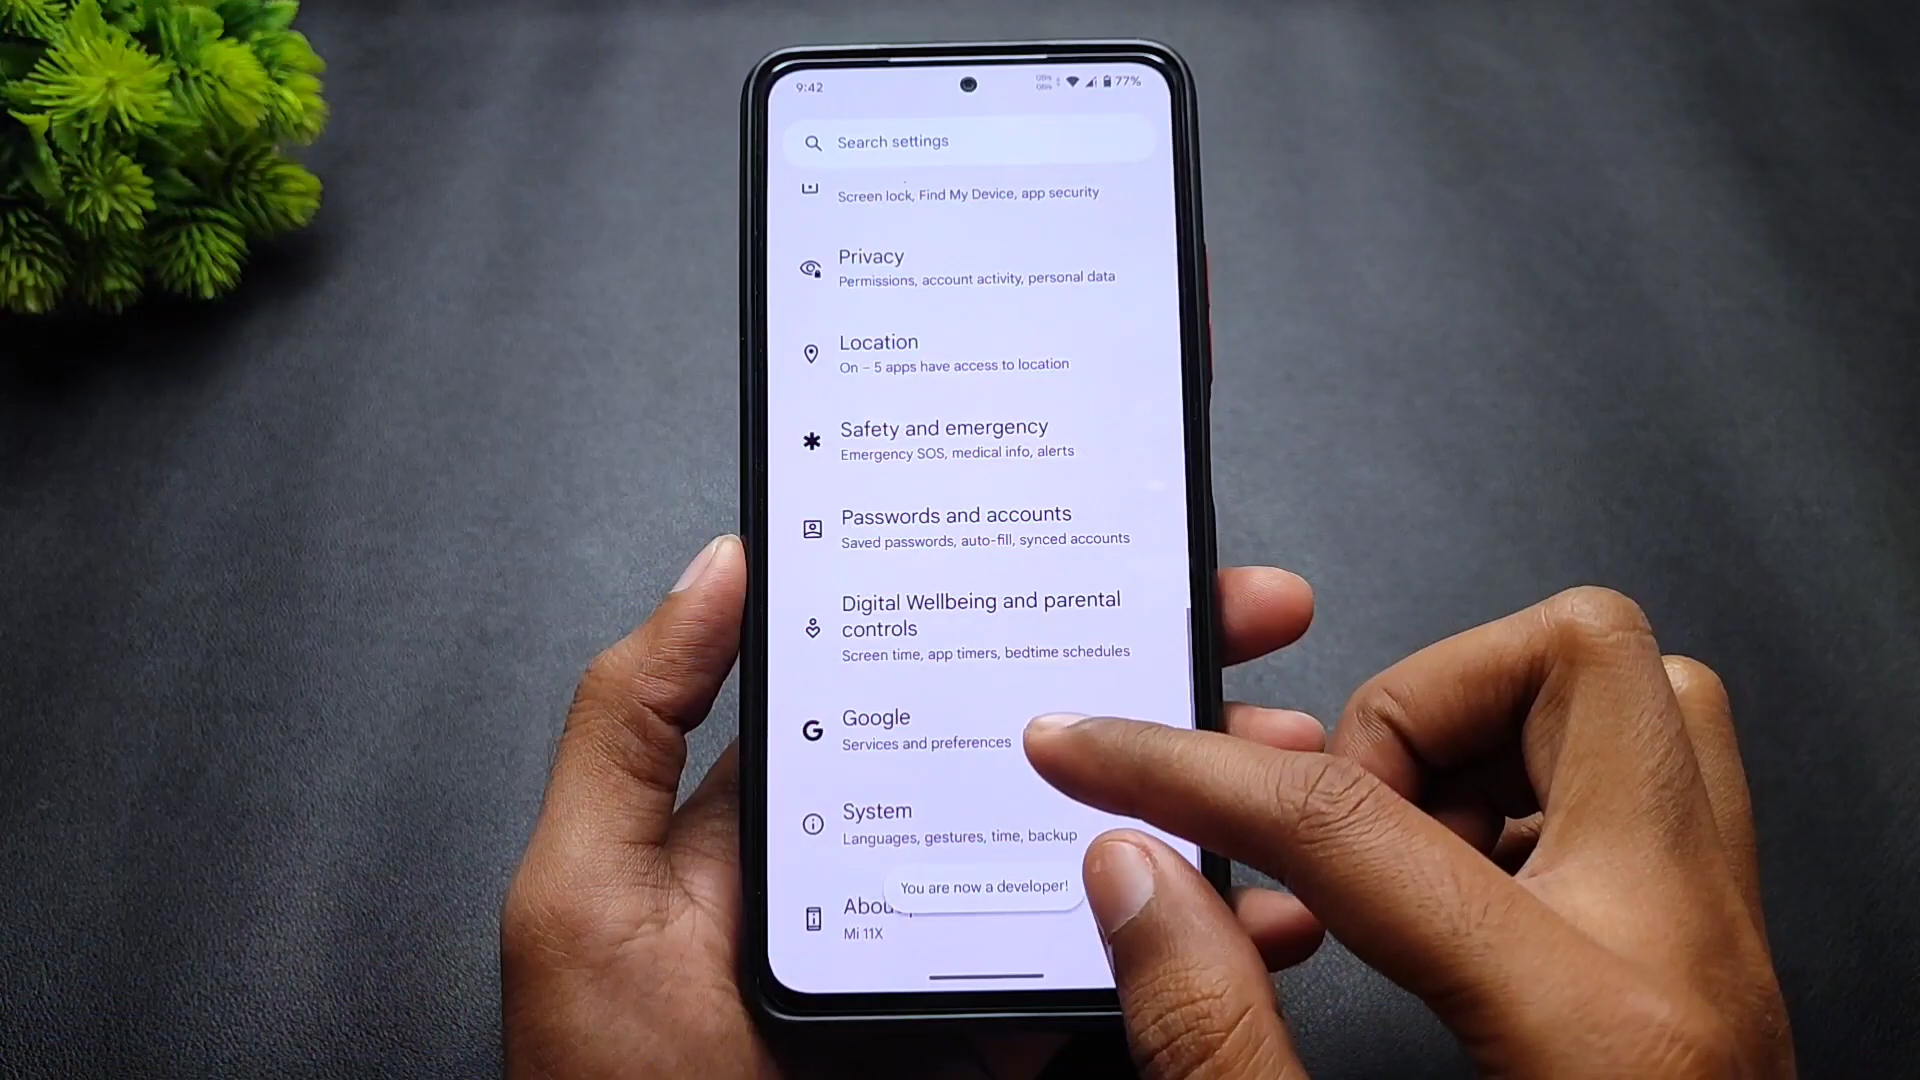 9:42
77%
Search settings
Screen lock, Find My Device, app security
Privacy
Permissions, account activity, personal data
Location
On – 5 apps have access to location
Safety and emergency
Emergency SOS, medical info, alerts
Passwords and accounts
Saved passwords, auto-fill, synced accounts
Digital Wellbeing and parental
controls
Screen time, app timers, bedtime schedules
Google
Services and preferences
System
Languages, gestures, time, backup
You are now a developer!
Mi 11X